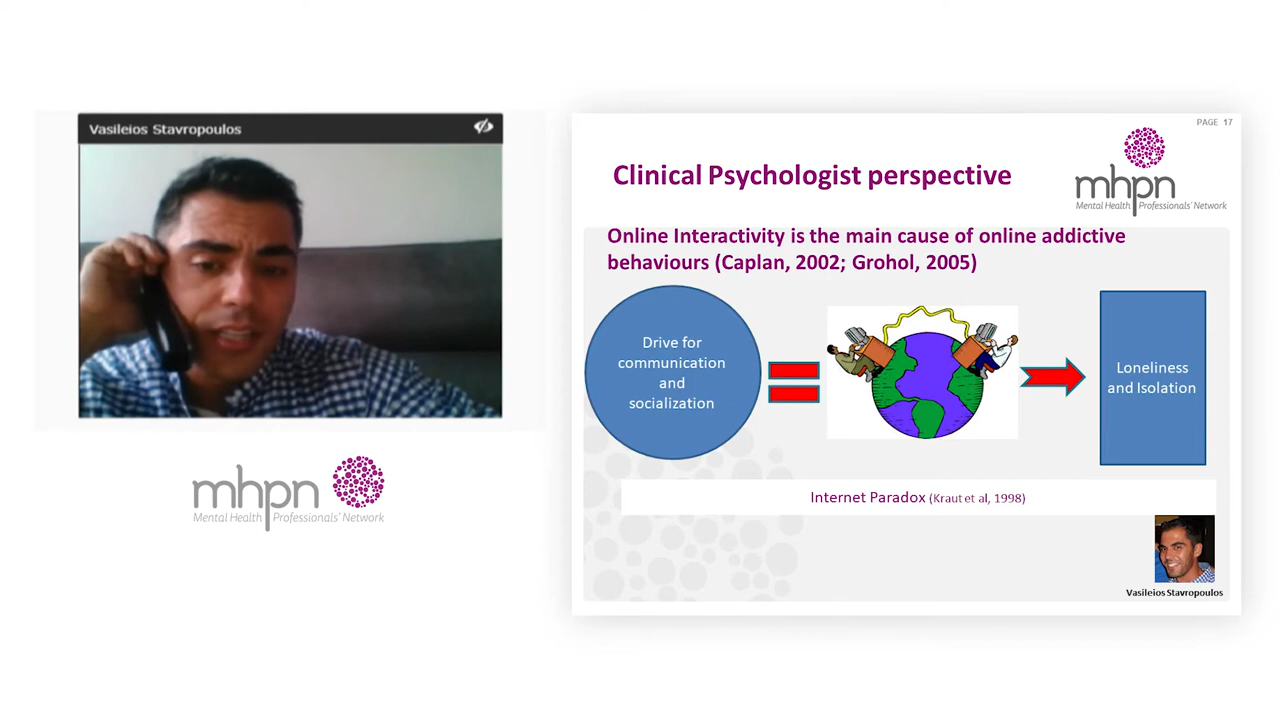 Vasileios Stavropoulos
mhpn
Mental Health Professionals' Network
PAGE 17
Clinical Psychologist perspective
mhpn
Mental Health Professionals' Network
Online Interactivity is the main cause of online addictive
behaviours (Caplan, 2002; Grohol, 2005)
Drive for
communication
and
socialization
Loneliness
and Isolation
Internet Paradox (Kraut et al, 1998)
Vasileios Stavropoulos